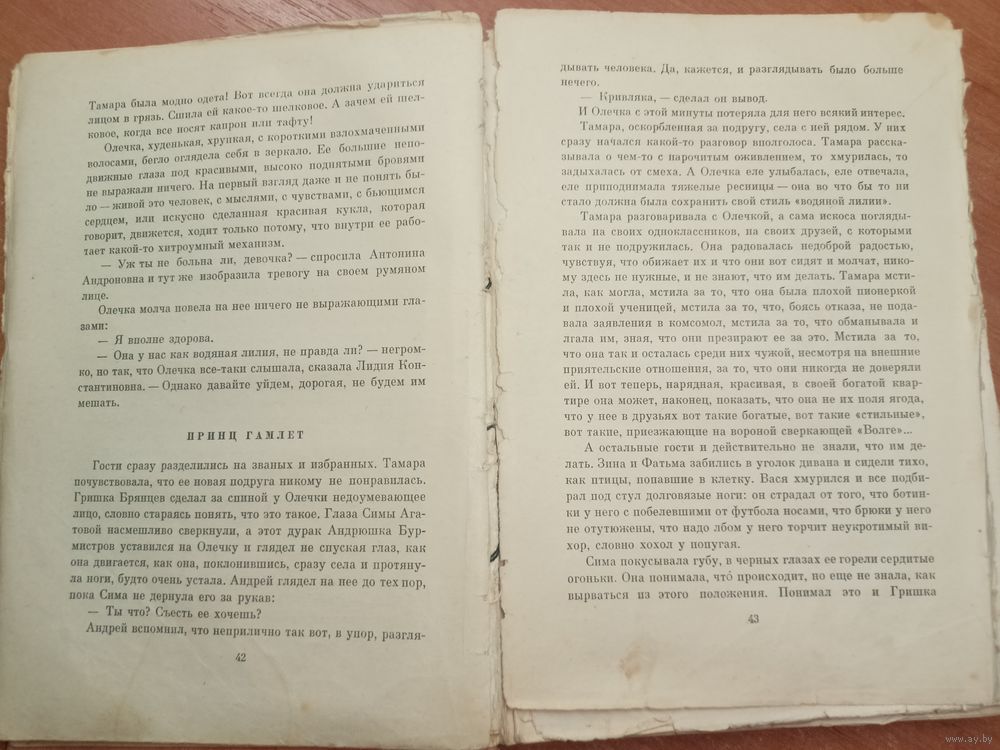 Тамара была модно одета! Вот всегда она должна удариться
лицом в грязь. Сшила ей какое-то шелковое. А зачем ей шел-
ковое, когда все носят капрон или тафту!
Олечка, худенькая, хрупкая, с короткими взлохмаченными
волосами, бегло оглядела себя в зеркало. Ее большие непо-
движные глаза под красивыми, высоко поднятыми бровями
не выражали ничего. На первый взгляд даже и не понять бы-
ло — живой это человек, с мыслями, с чувствами, с бьющимся
сердцем, или искусно сделанная красивая кукла, которая
говорит, движется, ходит только потому, что внутри ее рабо-
тает какой-то хитроумный механизм.
— Уж ты не больна ли, девочка? — спросила Антонина
Андроновна и тут же изобразила тревогу на своем румяном
лице.
Олечка молча повела на нее ничего не выражающими гла-
зами:
— Я вполне здорова.
— Она у нас как водяная лилия, не правда ли? — негром-
ко, но так, что Олечка все-таки слышала, сказала Лидия Кон-
стантиновна. — Однако давайте уйдем, дорогая, не будем им
мешать.
ПРИНЦ ГАМЛЕТ
Гости сразу разделились на званых и избранных. Тамара
почувствовала, что ее новая подруга никому не понравилась.
Гришка Брянцев сделал за спиной у Олечки недоумевающее
лицо, словно стараясь понять, что это такое. Глаза Симы Ага-
товой насмешливо сверкнули, а этот дурак Андрюшка Бур-
мистров уставился на Олечку и глядел не спуская глаз, как
она двигается, как она, поклонившись, сразу села и протяну-
ла ноги, будто очень устала. Андрей глядел на нее до тех пор,
пока Сима не дернула его за рукав:
— Ты что? Съесть ее хочешь?
Андрей вспомнил, что неприлично так вот, в упор, разгля-
42
дывать человека. Да, кажется, и разглядывать было больше
нечего.
— Кривляка, — сделал он вывод.
И Олечка с этой минуты потеряла для него всякий интерес.
Тамара, оскорбленная за подругу, села с ней рядом. У них
сразу начался какой-то разговор вполголоса. Тамара расска-
зывала о чем-то с нарочитым оживлением, то хмурилась, то
задыхалась от смеха. А Олечка еле улыбалась, еле отвечала,
еле приподнимала тяжелые ресницы — она во что бы то ни
стало должна была сохранить свой стиль «водяной лилии».
Тамара разговаривала с Олечкой, а сама искоса погляды-
вала на своих одноклассников, на своих друзей, с которыми
так и не подружилась. Она радовалась недоброй радостью,
чувствуя, что обижает их и что они вот сидят и молчат, нико-
му здесь не нужные, и не знают, что им делать. Тамара мсти-
ла, как могла, мстила за то, что она была плохой пионеркой
и плохой ученицей, мстила за то, что, боясь отказа, не пода-
вала заявления в комсомол, мстила за то, что обманывала и
лгала им, зная, что они презирают ее за это. Мстила за то,
что она так и осталась среди них чужой, несмотря на внешние
приятельские отношения, за то, что они никогда не доверяли
ей. И вот теперь, нарядная, красивая, в своей богатой квар-
тире она может, наконец, показать, что она не их поля ягода,
что у нее в друзьях вот такие богатые, вот такие «стильные»,
вот такие, приезжающие на вороной сверкающей «Волге»...
А остальные гости и действительно не знали, что им де-
лать. Зина и Фатьма забились в уголок дивана и сидели тихо,
как птицы, попавшие в клетку. Вася хмурился и все подби-
рал под стул долговязые ноги: он страдал от того, что ботин-
ки у него с побелевшими от футбола носами, что брюки у него
не отутюжены, что надо лбом у него торчит неукротимый ви-
хор, словно хохол у попугая.
Сима покусывала губу, в черных глазах ее горели сердитые
огоньки. Она понимала, что́ происходит, но еще не знала, как
вырваться из этого положения. Понимал это и Гришка
43
www.ay.by